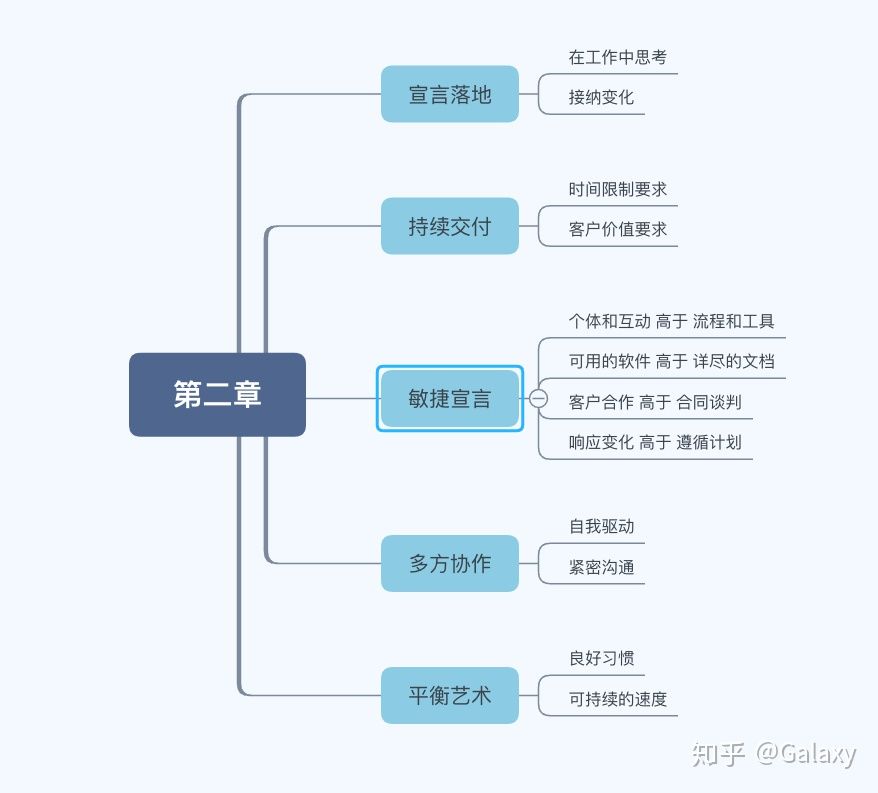 第二章
宣言落地
在工作中思考
接纳变化
持续交付
时间限制要求
客户价值要求
敏捷宣言
个体和互动 高于 流程和工具
可用的软件 高于 详尽的文档
客户合作 高于 合同谈判
响应变化 高于 遵循计划
多方协作
自我驱动
紧密沟通
平衡艺术
良好习惯
可持续的速度
知乎 @Galaxy